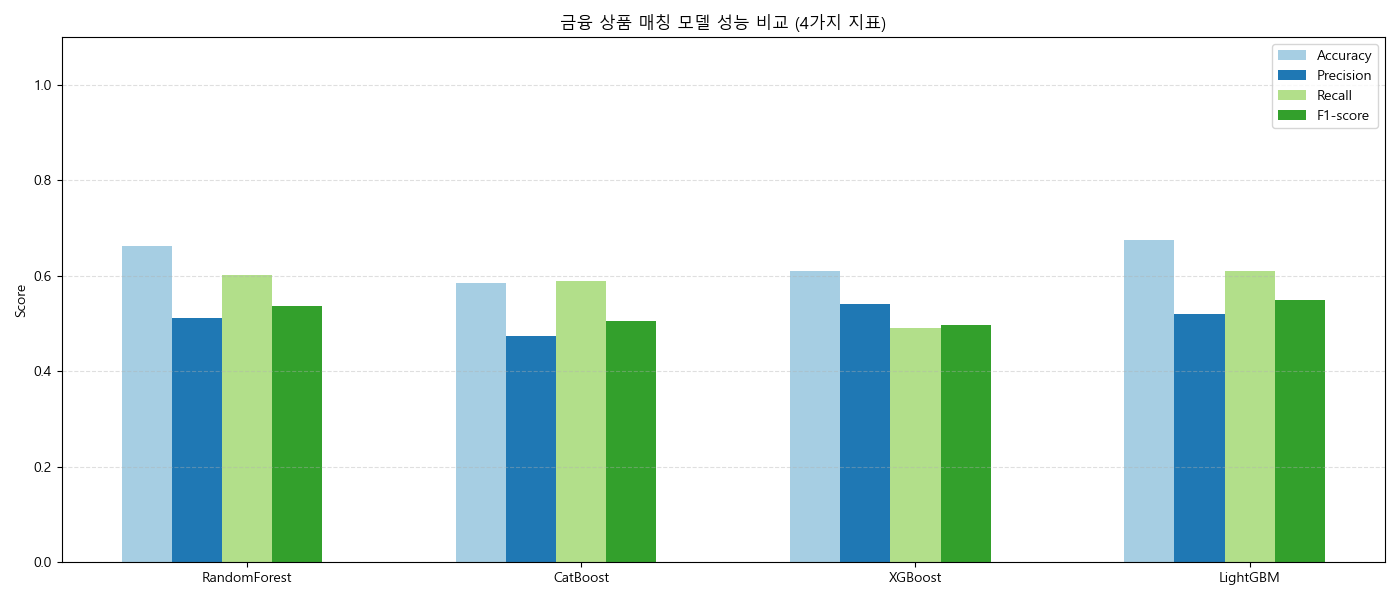 금융 상품 매칭 모델 성능 비교 (4가지 지표)
Accuracy
Precision
Recall
F1-score
Score
1.0
0.8
0.6
0.4
0.2
0.0
RandomForest
CatBoost
XGBoost
LightGBM